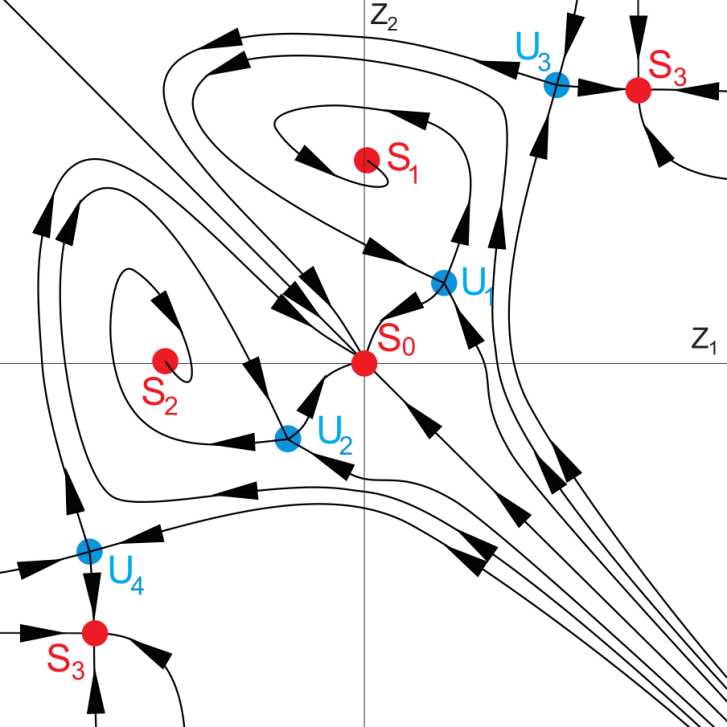 Z₂
U₃
S₃
S₁
U₁
S₀
Z₁
S₂
U₂
U₄
S₃